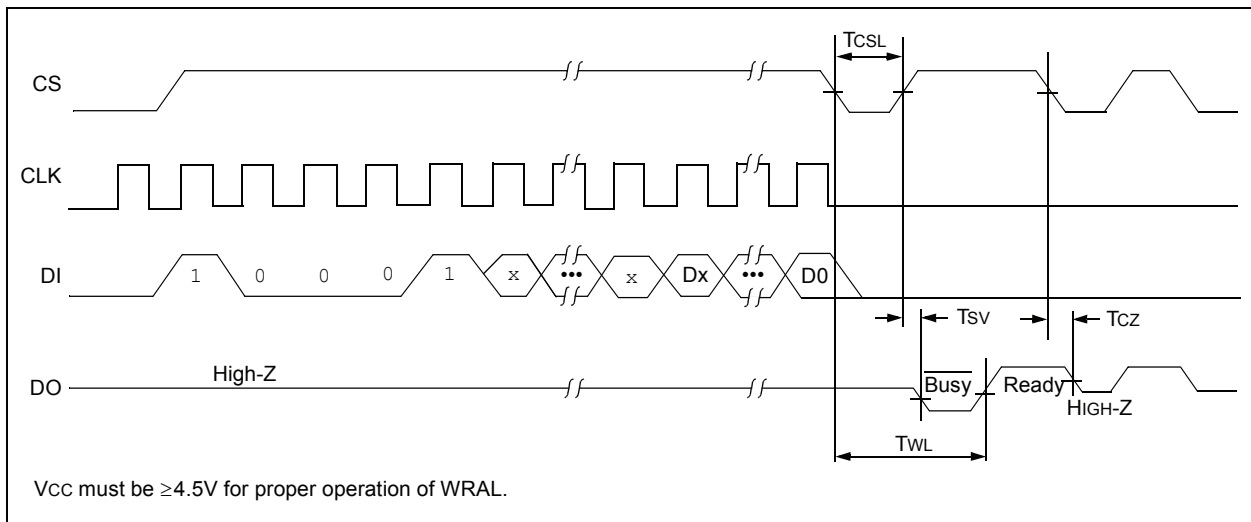 TCSL
CS
CLK
DI 1 0 0 0 1 x ••• x Dx ••• D0
TSV TCZ
DO High-Z Busy Ready
HIGH-Z
TWL
VCC must be ≥4.5V for proper operation of WRAL.